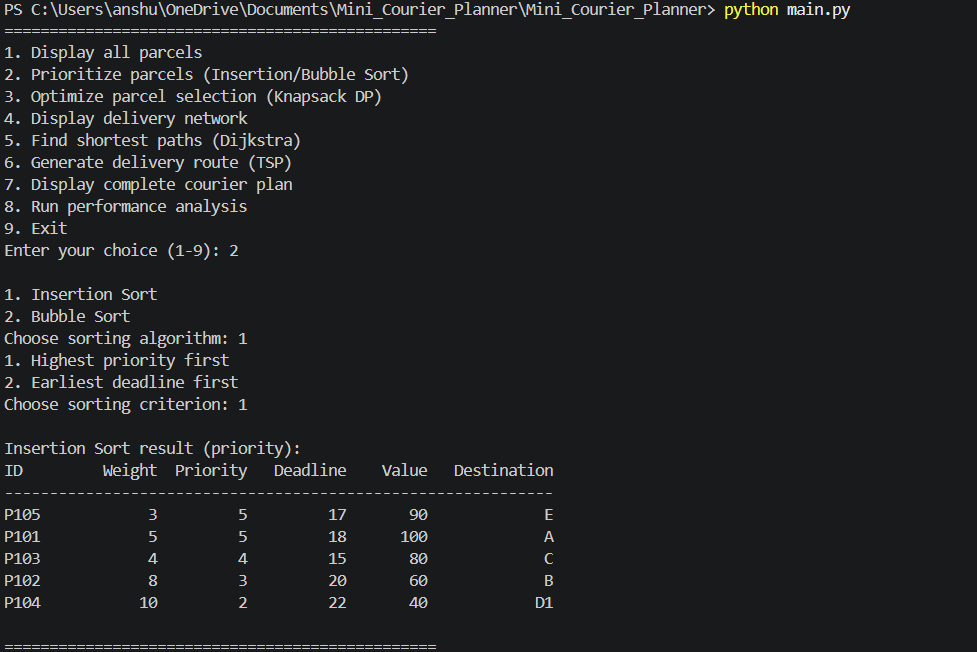 PS C:\Users\anshu\OneDrive\Documents\Mini_Courier_Planner\Mini_Courier_Planner> python main.py
================================================
1. Display all parcels
2. Prioritize parcels (Insertion/Bubble Sort)
3. Optimize parcel selection (Knapsack DP)
4. Display delivery network
5. Find shortest paths (Dijkstra)
6. Generate delivery route (TSP)
7. Display complete courier plan
8. Run performance analysis
9. Exit
Enter your choice (1-9): 2

1. Insertion Sort
2. Bubble Sort
Choose sorting algorithm: 1
1. Highest priority first
2. Earliest deadline first
Choose sorting criterion: 1

Insertion Sort result (priority):
ID         Weight  Priority   Deadline    Value   Destination
-------------------------------------------------------------
P105            3         5         17       90             E
P101            5         5         18      100             A
P103            4         4         15       80             C
P102            8         3         20       60             B
P104           10         2         22       40            D1

================================================